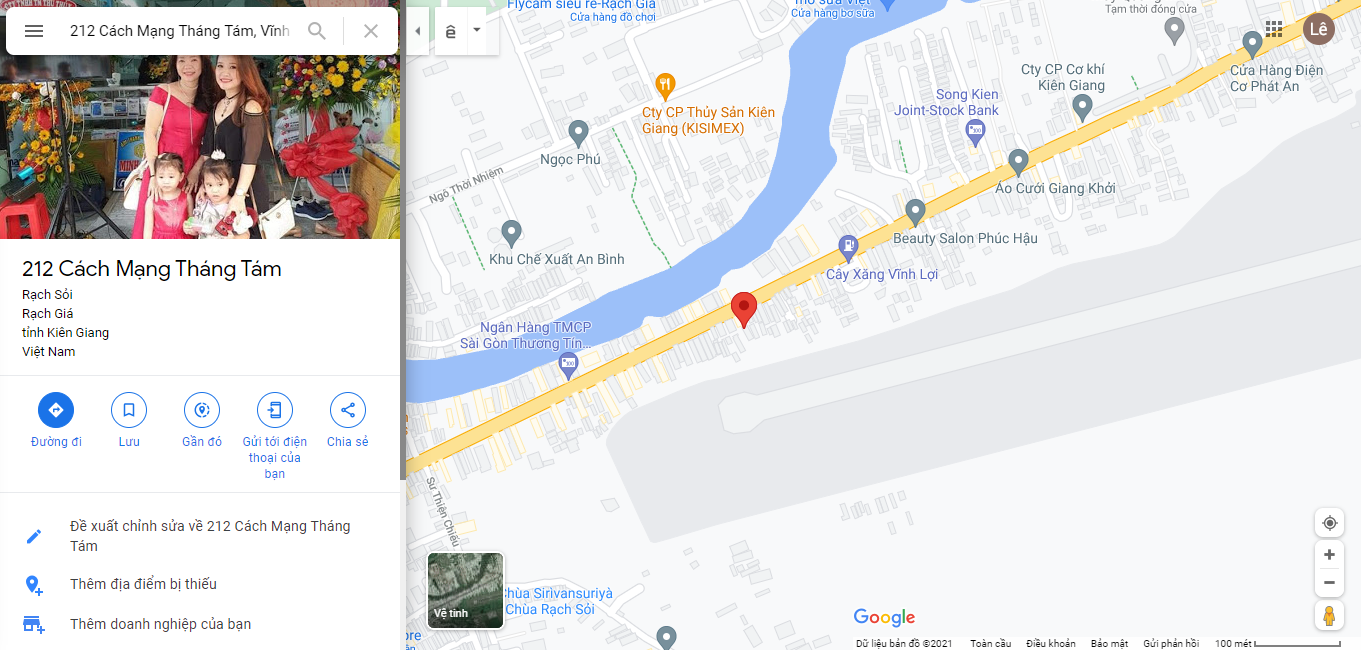 212 Cách Mạng Tháng Tám, Vĩnh
212 Cách Mạng Tháng Tám
Rạch Sỏi
Rạch Giá
tỉnh Kiên Giang
Việt Nam
Đường đi
Lưu
Gần đó
Gửi tới điện
thoại của
bạn
Chia sẻ
Đề xuất chỉnh sửa về 212 Cách Mạng Tháng
Tám
Thêm địa điểm bị thiếu
Thêm doanh nghiệp của bạn
ê
Flycam siêu rẻ-Rạch Giá
Cửa hàng đồ chơi
Cửa hàng bơ sữa
Tạm thời đóng cửa
Lê
Cửa Hàng Điện
Cơ Phát An
Cty CP Cơ khí
Kiên Giang
Song Kien
Joint-Stock Bank
Cty CP Thủy Sản Kiên
Giang (KISIMEX)
Ngọc Phú
Ngô Thời Nhiệm
Áo Cưới Giang Khởi
Beauty Salon Phúc Hậu
Khu Chế Xuất An Bình
Cây Xăng Vĩnh Lợi
Ngân Hàng TMCP
Sài Gòn Thương Tín...
Sư Thiện Chiếu
Chùa Sirivansuriyà
Chùa Rạch Sỏi
Vệ tinh
Google
Dữ liệu bản đồ ©2021
Toàn cầu
Điều khoản
Bảo mật
Gửi phản hồi
100 mét